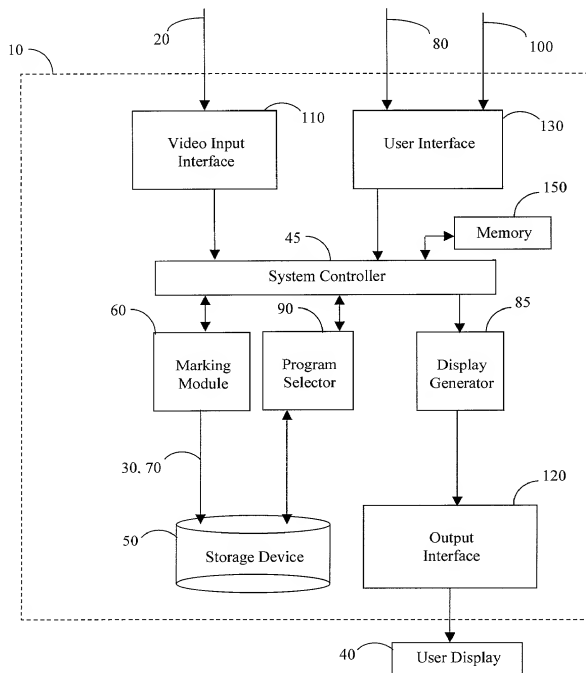 20
80
100
10
110
Video Input
Interface
User Interface
130
150
Memory
45
System Controller
60
90
85
Marking
Module
Program
Selector
Display
Generator
30, 70
120
50
Storage Device
Output
Interface
40
User Display